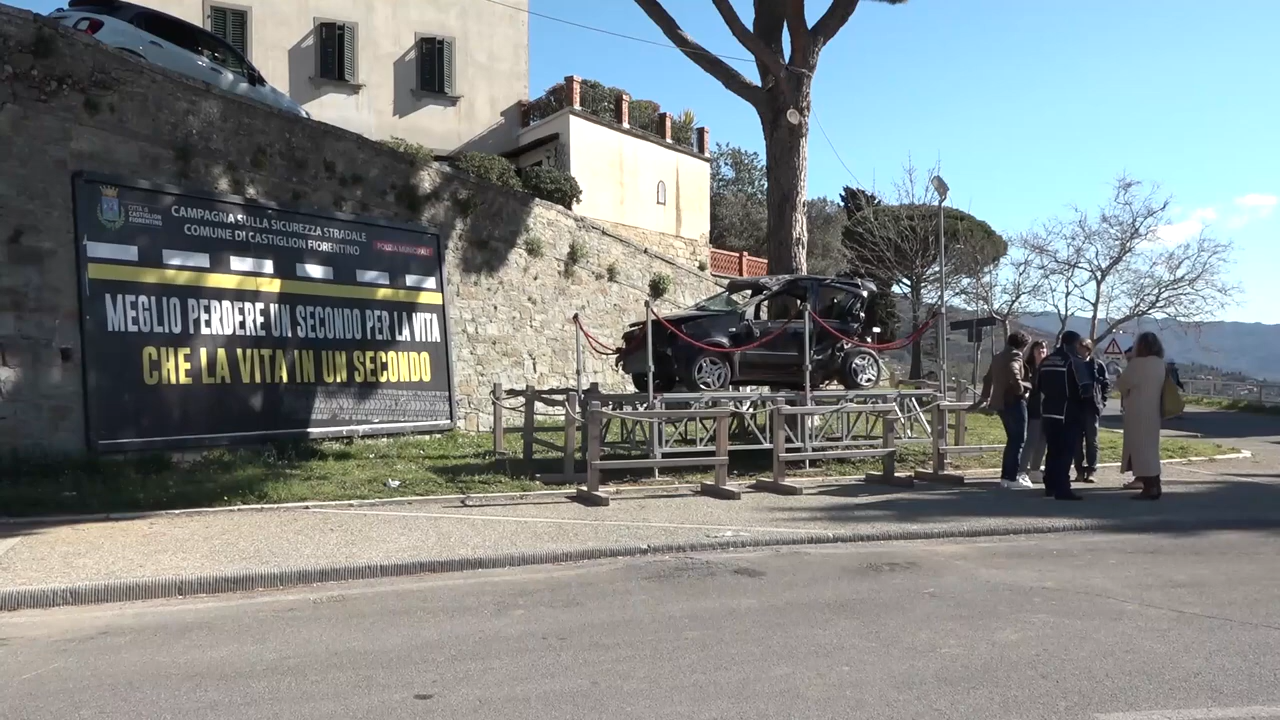 CITTÀ DI
CASTIGLION
FIORENTINO
CAMPAGNA SULLA SICUREZZA STRADALE
COMUNE DI CASTIGLION FIORENTINO
POLIZIA MUNICIPALE
MEGLIO PERDERE UN SECONDO PER LA VITA
CHE LA VITA IN UN SECONDO